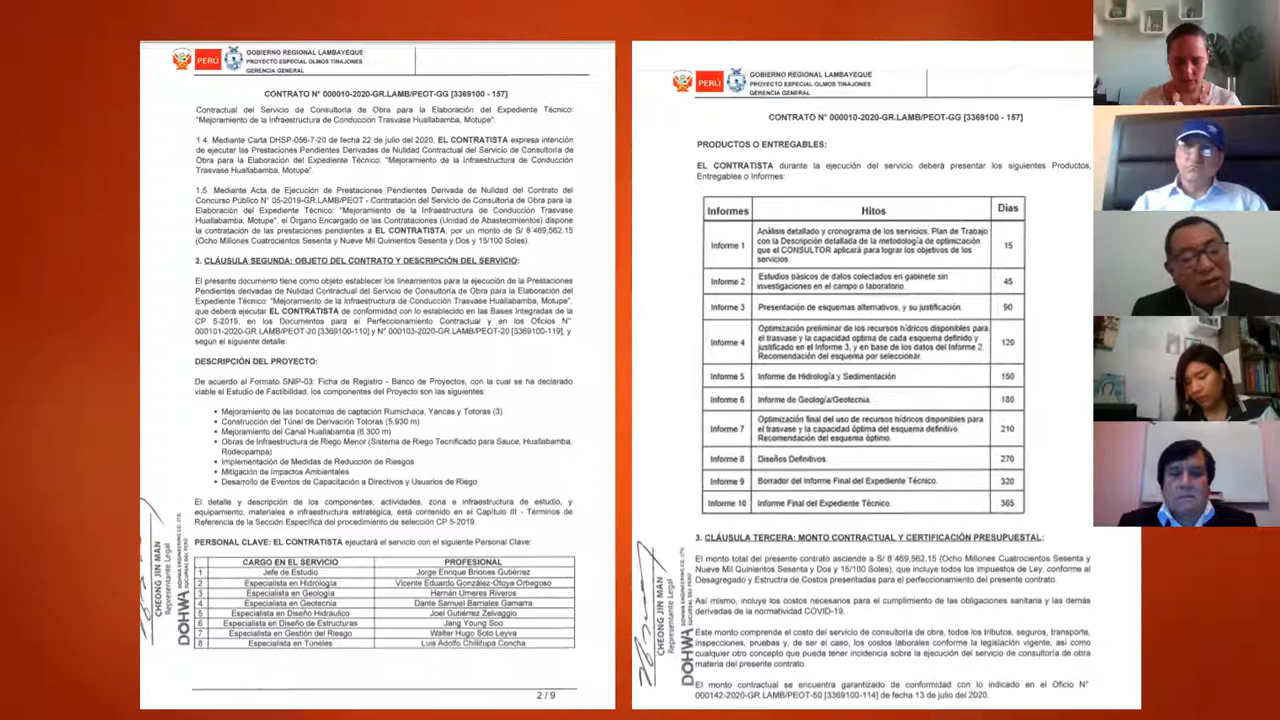 PERÚ
GOBIERNO REGIONAL LAMBAYEQUE
PROYECTO ESPECIAL OLMOS TINAJONES
GERENCIA GENERAL
CONTRATO N° 000010-2020-GR.LAMB/PEOT-GG [3369100 - 157]
Contractual del Servicio de Consultoría de Obra para la Elaboración del Expediente Técnico:
"Mejoramiento de la Infraestructura de Conducción Trasvase Huallabamba, Motupe".
1.4. Mediante Carta DHSP-056-7-20 de fecha 22 de julio del 2020, EL CONTRATISTA expresa intención
de ejecutar las Prestaciones Pendientes Derivadas de Nulidad Contractual del Servicio de Consultoría de
Obra para la Elaboración del Expediente Técnico: "Mejoramiento de la Infraestructura de Conducción
Trasvase Huallabamba, Motupe".
1.5. Mediante Acta de Ejecución de Prestaciones Pendientes Derivada de Nulidad del Contrato del
Concurso Público N° 05-2019-GR.LAMB/PEOT - Contratación del Servicio de Consultoría de Obra para la
Elaboración del Expediente Técnico: "Mejoramiento de la Infraestructura de Conducción Trasvase
Huallabamba, Motupe", el Órgano Encargado de las Contrataciones (Unidad de Abastecimientos) dispone
la contratación de las prestaciones pendientes a EL CONTRATISTA, por un monto de S/ 8´469,562.15
(Ocho Millones Cuatrocientos Sesenta y Nueve Mil Quinientos Sesenta y Dos y 15/100 Soles).
2. CLÁUSULA SEGUNDA: OBJETO DEL CONTRATO Y DESCRIPCIÓN DEL SERVICIO:
El presente documento tiene como objeto establecer los lineamientos para la ejecución de la Prestaciones
Pendientes derivadas de Nulidad Contractual del Servicio de Consultoría de Obra para la Elaboración del
Expediente Técnico: "Mejoramiento de la Infraestructura de Conducción Trasvase Huallabamba, Motupe",
que deberá ejecutar EL CONTRATISTA de conformidad con lo establecido en las Bases Integradas de la
CP 5-2019, en los Documentos para el Perfeccionamiento Contractual y en los Oficios N°
000101-2020-GR.LAMB/PEOT-20 [3369100-110] y N° 000103-2020-GR.LAMB/PEOT-20 [3369100-119], y
según el siguiente detalle:
DESCRIPCIÓN DEL PROYECTO:
De acuerdo al Formato SNIP-03: Ficha de Registro - Banco de Proyectos, con la cual se ha declarado
viable el Estudio de Factibilidad. los componentes del Proyecto son las siguientes:
• Mejoramiento de las bocatomas de captación Rumichaca, Yancas y Totoras (3)
• Construcción del Túnel de Derivación Totoras (5,930 m)
• Mejoramiento del Canal Huallabamba (6.300 m)
• Obras de Infraestructura de Riego Menor (Sistema de Riego Tecnificado para Sauce, Huallabamba,
Rodeopampa)
• Implementación de Medidas de Reducción de Riesgos
• Mitigación de Impactos Ambientales
• Desarrollo de Eventos de Capacitación a Directivos y Usuarios de Riego
El detalle y descripción de los componentes, actividades, zona e infraestructura de estudio, y
equipamiento, materiales e infraestructura estratégica, está contenido en el Capítulo III - Términos de
Referencia de la Sección Específica del procedimiento de selección CP 5-2019.
PERSONAL CLAVE: EL CONTRATISTA ejecutará el servicio con el siguiente Personal Clave:
CARGO EN EL SERVICIO PROFESIONAL
1 Jefe de Estudio Jorge Enrique Briones Gutiérrez
2 Especialista en Hidrología Vicente Eduardo González-Otoya Orbegoso
3 Especialista en Geología Hernán Umeres Riveros
4 Especialista en Geotecnia Dante Samuel Barriales Gamarra
5 Especialista en Diseño Hidráulico Joel Gutiérrez Zelvaggio
6 Especialista en Diseño de Estructuras Jang Young Soo
7 Especialista en Gestión del Riesgo Walter Hugo Soto Leyva
8 Especialista en Túneles Luis Adolfo Chillitupa Concha
CHEONG JIN MAN
Representante Legal
DOHWA ENGINEERING CO. LTD.
SUCURSAL DEL PERÚ
2 / 9
PERÚ
GOBIERNO REGIONAL LAMBAYEQUE
PROYECTO ESPECIAL OLMOS TINAJONES
GERENCIA GENERAL
CONTRATO N° 000010-2020-GR.LAMB/PEOT-GG [3369100 - 157]
PRODUCTOS O ENTREGABLES:
EL CONTRATISTA durante la ejecución del servicio deberá presentar los siguientes Productos,
Entregables o Informes:
Informes Hitos Dias
Informe 1 Análisis detallado y cronograma de los servicios, Plan de Trabajo
con la Descripción detallada de la metodología de optimización
que el CONSULTOR aplicará para lograr los objetivos de los
servicios. 15
Informe 2 Estudios básicos de datos colectados en gabinete sin
investigaciones en el campo o laboratorio. 45
Informe 3 Presentación de esquemas alternativos, y su justificación. 90
Informe 4 Optimización preliminar de los recursos hídricos disponibles para
el trasvase y la capacidad optima de cada esquema definido y
justificado en el Informe 3, y en base de los datos del Informe 2.
Recomendación del esquema por seleccionar. 120
Informe 5 Informe de Hidrología y Sedimentación 150
Informe 6 Informe de Geología/Geotecnia. 180
Informe 7 Optimización final del uso de recursos hídricos disponibles para
el trasvase y la capacidad óptima del esquema definitivo.
Recomendación del esquema óptimo. 210
Informe 8 Diseños Definitivos. 270
Informe 9 Borrador del Informe Final del Expediente Técnico. 320
Informe 10 Informe Final del Expediente Técnico. 365
3. CLÁUSULA TERCERA: MONTO CONTRACTUAL Y CERTIFICACIÓN PRESUPUESTAL:
El monto total del presente contrato asciende a S/ 8´469,562.15 (Ocho Millones Cuatrocientos Sesenta y
Nueve Mil Quinientos Sesenta y Dos y 15/100 Soles), que incluye todos los impuestos de Ley, conforme al
Desagregado y Estructra de Costos presentadas para el perfeccionamiento del presente contrato.
Así mismo, incluye los costos necesarios para el cumplimiento de las obligaciones sanitaria y las demás
derivadas de la normatividad COVID-19.
Este monto comprende el costo del servicio de consultoría de obra, todos los tributos, seguros, transporte,
inspecciones, pruebas y, de ser el caso, los costos laborales conforme la legislación vigente, así como
cualquier otro concepto que pueda tener incidencia sobre la ejecución del servicio de consultoría de obra
materia del presente contrato.
El monto contractual se encuentra garantizado de conformidad con lo indicado en el Oficio N°
000142-2020-GR.LAMB/PEOT-50 [3369100-114] de fecha 13 de julio del 2020.
CHEONG JIN MAN
Representante Legal
DOHWA ENGINEERING CO. LTD.
SUCURSAL DEL PERÚ